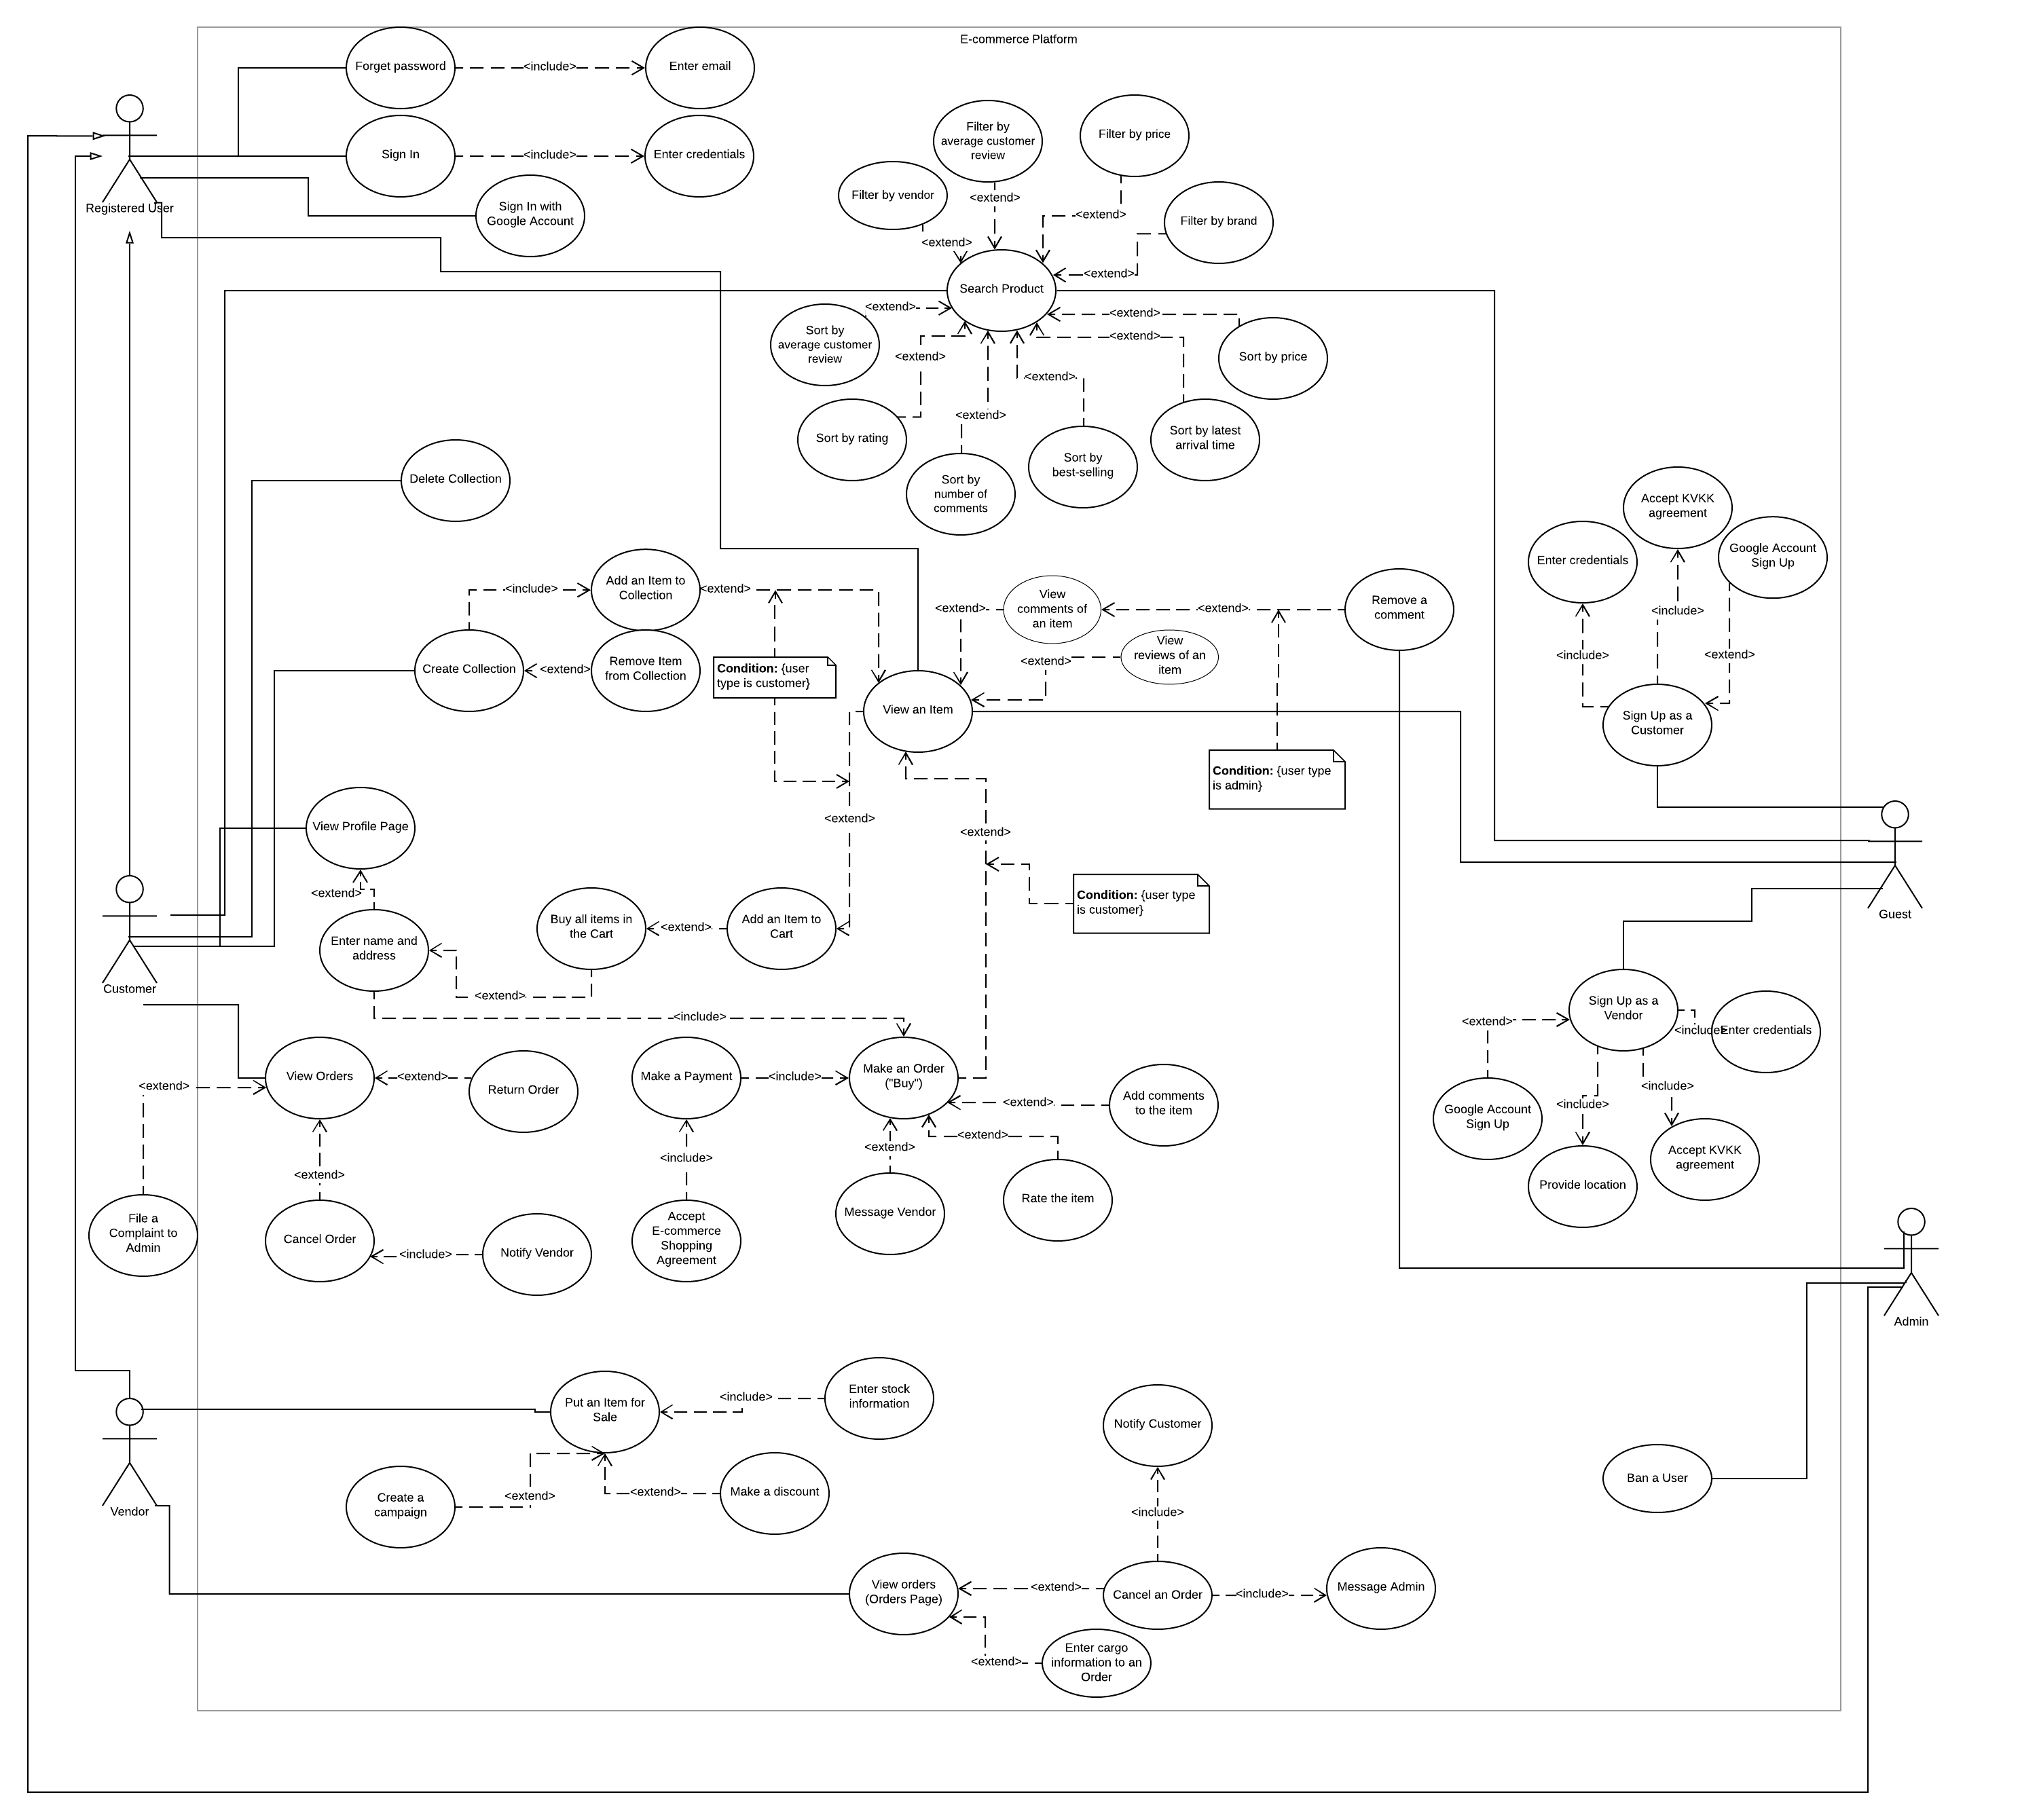 E-commerce Platform
Forget password
<include>
Enter email
Registered User
Sign In
<include>
Enter credentials
Sign In with
Google Account
Filter by
average customer
review
Filter by price
Filter by vendor
Filter by brand
<extend>
<extend>
<extend>
<extend>
Search Product
<extend>
<extend>
<extend>
<extend>
<extend>
<extend>
Sort by
average customer
review
Sort by price
Sort by rating
Sort by
number of
comments
Sort by
best-selling
Sort by latest
arrival time
Delete Collection
Accept KVKK
agreement
Enter credentials
Google Account
Sign Up
<include>
<include>
<extend>
Sign Up as a
Customer
<include>
Add an Item to
Collection
<extend>
Create Collection
<extend>
Remove Item
from Collection
Condition: {user
type is customer}
<extend>
View
comments of
an item
<extend>
Remove a
comment
<extend>
View
reviews of an
item
View an Item
Condition: {user type
is admin}
View Profile Page
<extend>
<extend>
<extend>
Condition: {user type
is customer}
Guest
Customer
Enter name and
address
Buy all items in
the Cart
<extend>
Add an Item to
Cart
<extend>
<include>
Sign Up as a
Vendor
<include>
Enter credentials
<extend>
Google Account
Sign Up
<include>
<include>
Provide location
Accept KVKK
agreement
View Orders
<extend>
Return Order
<extend>
Make a Payment
<include>
Make an Order
("Buy")
<extend>
Add comments
to the item
<extend>
<extend>
<include>
<extend>
File a
Complaint to
Admin
Cancel Order
<include>
Notify Vendor
Accept
E-commerce
Shopping
Agreement
Message Vendor
Rate the item
Admin
Put an Item for
Sale
<include>
Enter stock
information
Notify Customer
Vendor
Create a
campaign
<extend>
<extend>
Make a discount
<include>
Ban a User
View orders
(Orders Page)
<extend>
Cancel an Order
<include>
Message Admin
<extend>
Enter cargo
information to an
Order